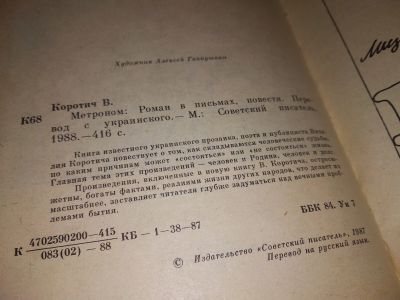 Художник Алексей Ганнушкин
Коротич В.
К68 Метроном: Роман в письмах, повести. Пере-
вод с украинского.— М.: Советский писатель,
1988.—416 с.
Книга известного украинского прозаика, поэта и публициста Вита-
лия Коротича повествует о том, как складываются человеческие судьбы,
по каким причинам может «состояться» или «не состояться» жизнь.
Главная тема этих произведений — человек и Родина, человек и
Произведения, включенные в новую книгу В. Коротича, остросю-
жетны, богаты фактами, реалиями жизни других народов, что делает их
масштабнее, заставляет читателя глубже задуматься над вечными проб-
лемами бытия.
К 4702590200—415
083(02) — 88 КБ—1—38—87
ББК 84. Ук 7
© Издательство «Советский писатель», 1987
Перевод на русский язык.